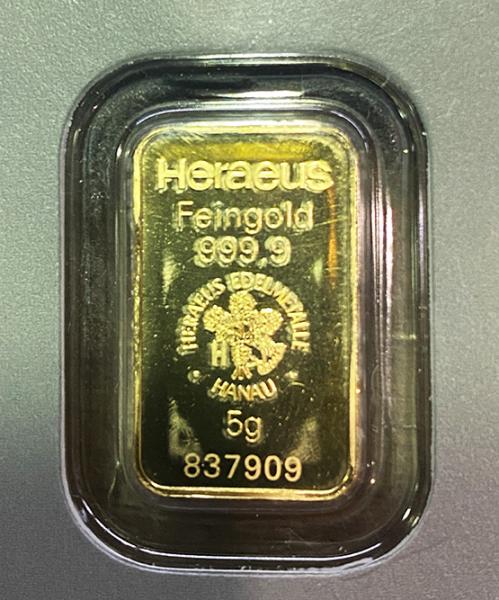 Heraeus
Feingold
999,9
HERAEUS EDELMETALLE
H S
HANAU
5g
837909